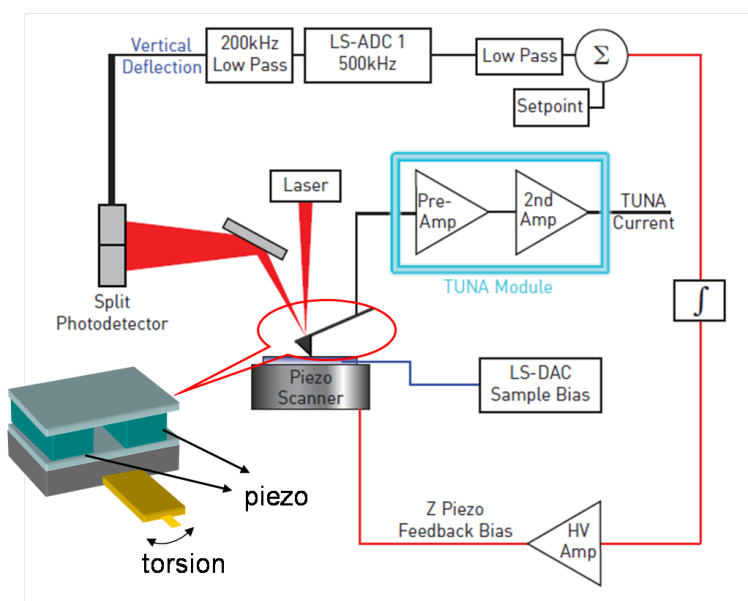 Vertical
Deflection
200kHz
Low Pass
LS-ADC 1
500kHz
Low Pass
Σ
Setpoint
Laser
Pre-
Amp
2nd
Amp
TUNA
Current
TUNA Module
Split
Photodetector
∫
Piezo
Scanner
LS-DAC
Sample Bias
piezo
torsion
Z Piezo
Feedback Bias
HV
Amp